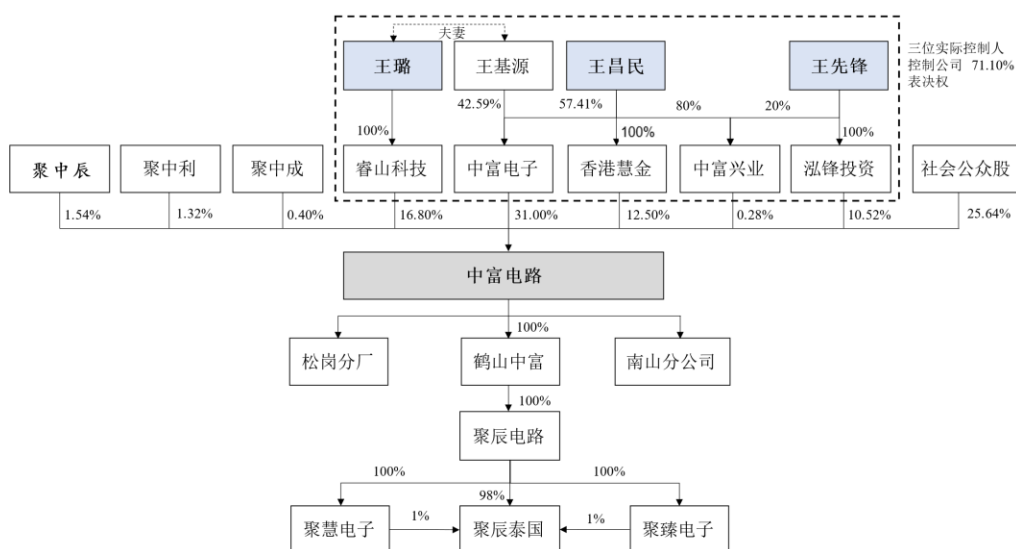 夫妻
王璐
王基源
王昌民
王先锋
三位实际控制人
控制公司 71.10%
表决权
42.59%
57.41%
80%
20%
100%
100%
100%
聚中辰
聚中利
聚中成
睿山科技
中富电子
香港慧金
中富兴业
泓锋投资
社会公众股
1.54%
1.32%
0.40%
16.80%
31.00%
12.50%
0.28%
10.52%
25.64%
中富电路
100%
松岗分厂
鹤山中富
南山分公司
100%
聚辰电路
100%
100%
98%
聚慧电子
1%
聚辰泰国
1%
聚臻电子